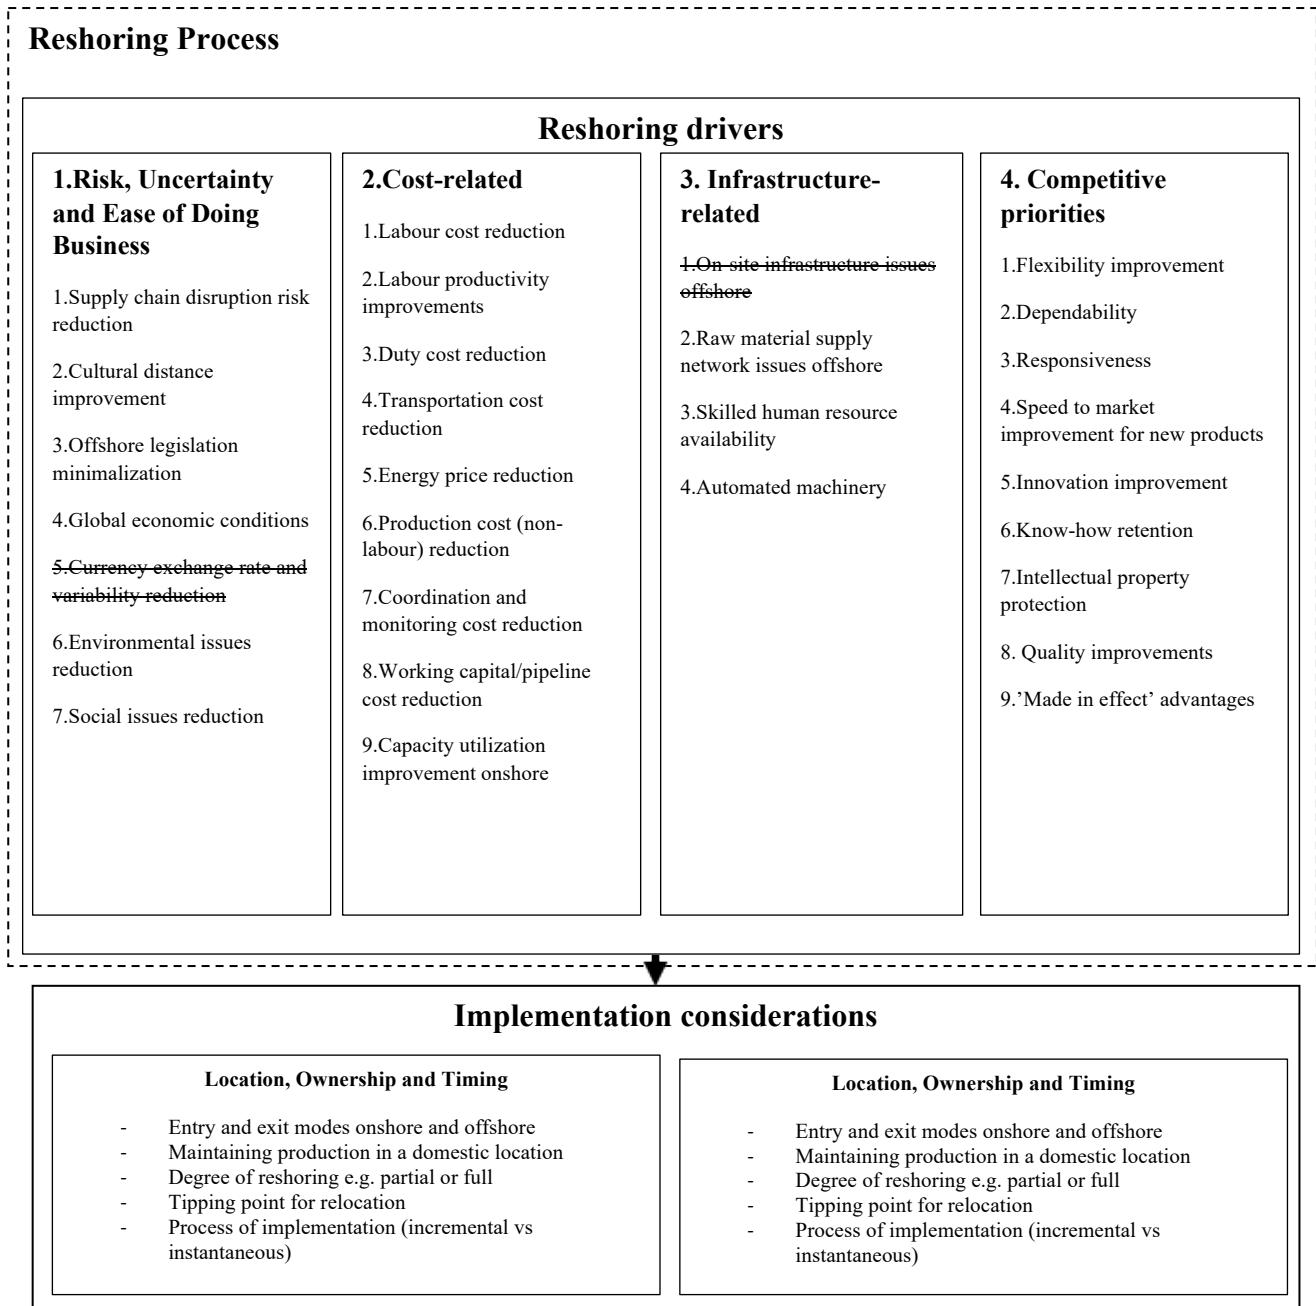 Reshoring Process
Reshoring drivers
1.Risk, Uncertainty
and Ease of Doing
Business
1.Supply chain disruption risk
reduction
2.Cultural distance
improvement
3.Offshore legislation
minimalization
4.Global economic conditions
5.Currency exchange rate and
variability reduction
6.Environmental issues
reduction
7.Social issues reduction
2.Cost-related
1.Labour cost reduction
2.Labour productivity
improvements
3.Duty cost reduction
4.Transportation cost
reduction
5.Energy price reduction
6.Production cost (non-
labour) reduction
7.Coordination and
monitoring cost reduction
8.Working capital/pipeline
cost reduction
9.Capacity utilization
improvement onshore
3. Infrastructure-
related
1.On-site infrastructure issues
offshore
2.Raw material supply
network issues offshore
3.Skilled human resource
availability
4.Automated machinery
4. Competitive
priorities
1.Flexibility improvement
2.Dependability
3.Responsiveness
4.Speed to market
improvement for new products
5.Innovation improvement
6.Know-how retention
7.Intellectual property
protection
8. Quality improvements
9.’Made in effect’ advantages
Implementation considerations
Location, Ownership and Timing
- Entry and exit modes onshore and offshore
- Maintaining production in a domestic location
- Degree of reshoring e.g. partial or full
- Tipping point for relocation
- Process of implementation (incremental vs
instantaneous)
Location, Ownership and Timing
- Entry and exit modes onshore and offshore
- Maintaining production in a domestic location
- Degree of reshoring e.g. partial or full
- Tipping point for relocation
- Process of implementation (incremental vs
instantaneous)